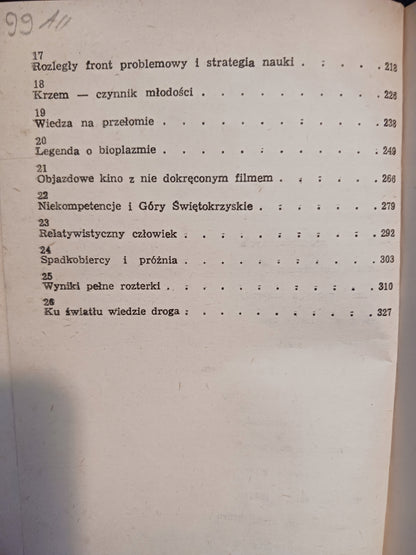 99 A11
17
Rozległy front problemowy i strategia nauki . : . . . 218
18
Krzem — czynnik młodości . . . . . . . . 228
19
Wiedza na przełomie . . . . . . . . . . 238
20
Legenda o bioplazmie . . . . . . . . . . 249
21
Objazdowe kino z nie dokręconym filmem . . . . . 266
22
Niekompetencje i Góry Świętokrzyskie . . . . . . 279
23
Relatywistyczny człowiek . . . . . . . . . 292
24
Spadkobiercy i próżnia . . . . . . . . . 303
25
Wyniki pełne rozterki . . . . . . . . . . 310
26
Ku światłu wiedzie droga : . . . . . . . . 327